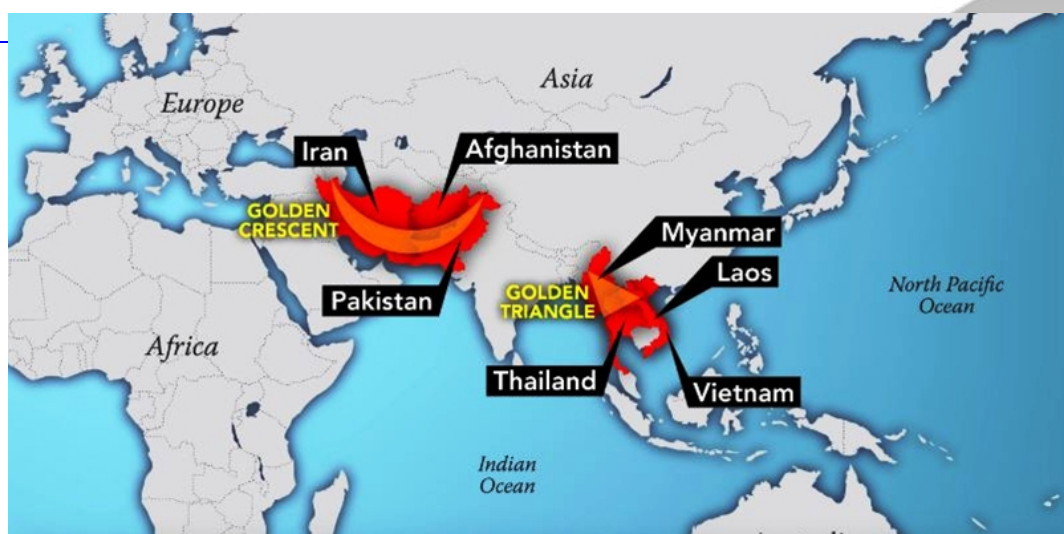 Asia
Europe
Iran
Afghanistan
GOLDEN
CRESCENT
Myanmar
Laos
Pakistan
GOLDEN
TRIANGLE
North Pacific
Ocean
Africa
Thailand
Vietnam
Indian
Ocean